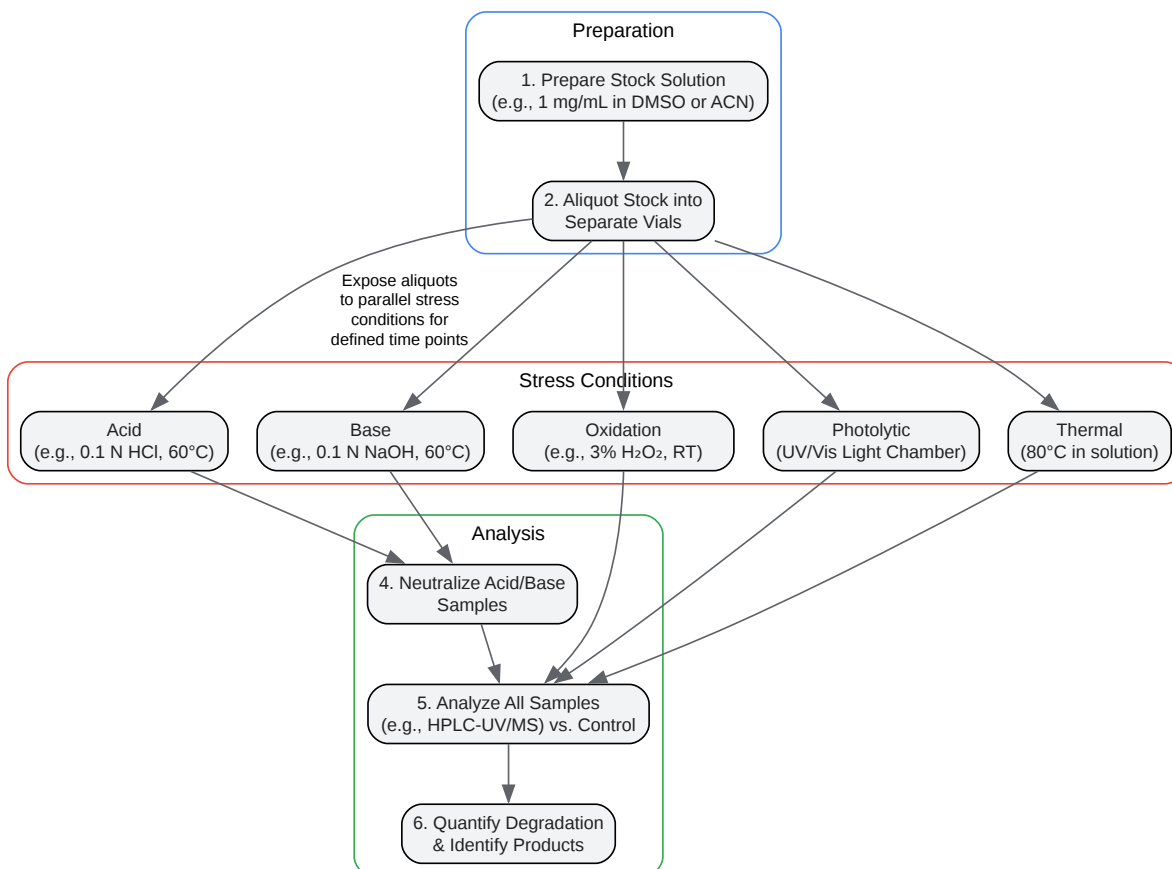 Preparation
1. Prepare Stock Solution
(e.g., 1 mg/mL in DMSO or ACN)
2. Aliquot Stock into
Separate Vials
Expose aliquots
to parallel stress
conditions for
defined time points
Stress Conditions
Acid
(e.g., 0.1 N HCl, 60°C)
Base
(e.g., 0.1 N NaOH, 60°C)
Oxidation
(e.g., 3% H₂O₂, RT)
Photolytic
(UV/Vis Light Chamber)
Thermal
(80°C in solution)
Analysis
4. Neutralize Acid/Base
Samples
5. Analyze All Samples
(e.g., HPLC-UV/MS) vs. Control
6. Quantify Degradation
& Identify Products